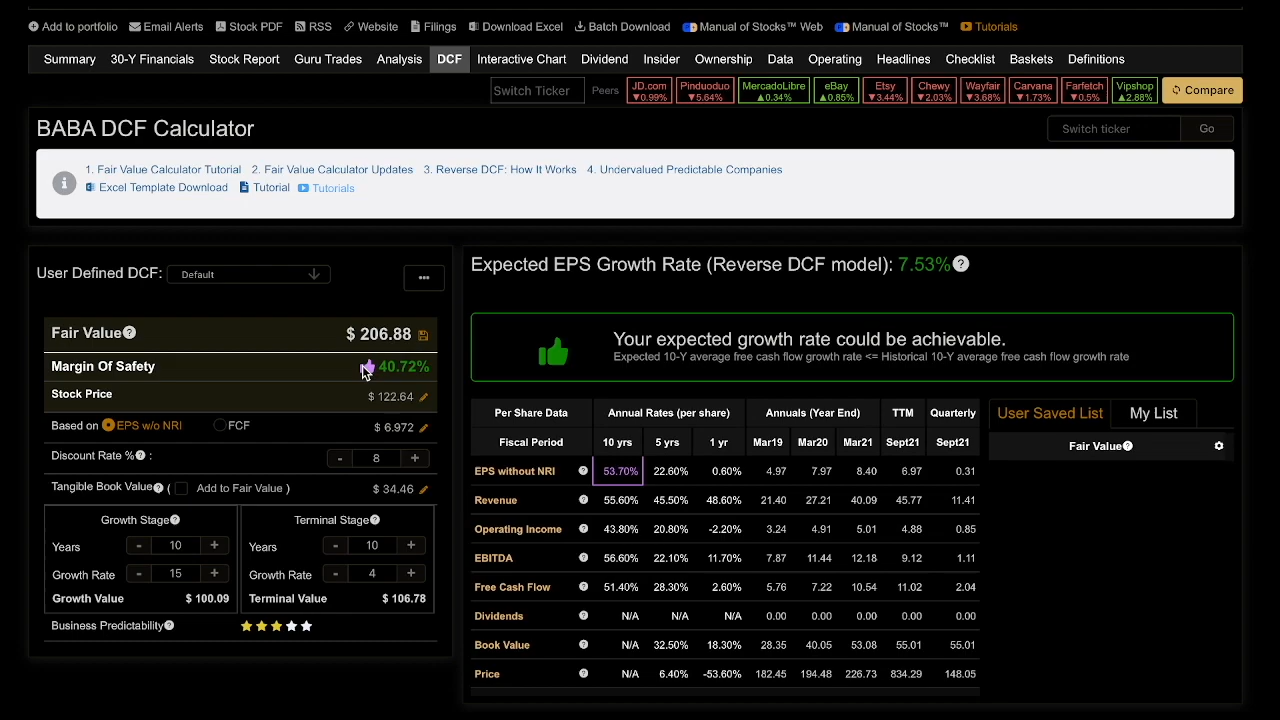 Add to portfolio Email Alerts Stock PDF RSS Website Filings Download Excel Batch Download Manual of Stocks™ Web Manual of Stocks™ Tutorials
Summary 30-Y Financials Stock Report Guru Trades Analysis DCF Interactive Chart Dividend Insider Ownership Data Operating Headlines Checklist Baskets Definitions
Switch Ticker Peers JD.com ▼0.99% Pinduoduo ▼5.64% MercadoLibre ▲0.34% eBay ▲0.85% Etsy ▼3.44% Chewy ▼2.03% Wayfair ▼3.68% Carvana ▼1.73% Farfetch ▼0.5% Vipshop ▲2.88% Compare
BABA DCF Calculator Switch ticker Go
1. Fair Value Calculator Tutorial 2. Fair Value Calculator Updates 3. Reverse DCF: How It Works 4. Undervalued Predictable Companies
Excel Template Download Tutorial Tutorials
User Defined DCF: Default ...
Fair Value $ 206.88
Margin Of Safety 40.72%
Stock Price $ 122.64
Based on EPS w/o NRI FCF $ 6.972
Discount Rate % : - 8 +
Tangible Book Value ( Add to Fair Value ) $ 34.46
Growth Stage Terminal Stage
Years - 10 + Years - 10 +
Growth Rate - 15 + Growth Rate - 4 +
Growth Value $ 100.09 Terminal Value $ 106.78
Business Predictability
Expected EPS Growth Rate (Reverse DCF model): 7.53%
Your expected growth rate could be achievable.
Expected 10-Y average free cash flow growth rate <= Historical 10-Y average free cash flow growth rate
Per Share Data Annual Rates (per share) Annuals (Year End) TTM Quarterly
Fiscal Period 10 yrs 5 yrs 1 yr Mar19 Mar20 Mar21 Sept21 Sept21
EPS without NRI 53.70% 22.60% 0.60% 4.97 7.97 8.40 6.97 0.31
Revenue 55.60% 45.50% 48.60% 21.40 27.21 40.09 45.77 11.41
Operating Income 43.80% 20.80% -2.20% 3.24 4.91 5.01 4.88 0.85
EBITDA 56.60% 22.10% 11.70% 7.87 11.44 12.18 9.12 1.11
Free Cash Flow 51.40% 28.30% 2.60% 5.76 7.22 10.54 11.02 2.04
Dividends N/A N/A N/A 0.00 0.00 0.00 0.00 0.00
Book Value N/A 32.50% 18.30% 28.35 40.05 53.08 55.01 55.01
Price N/A 6.40% -53.60% 182.45 194.48 226.73 834.29 148.05
User Saved List My List
Fair Value